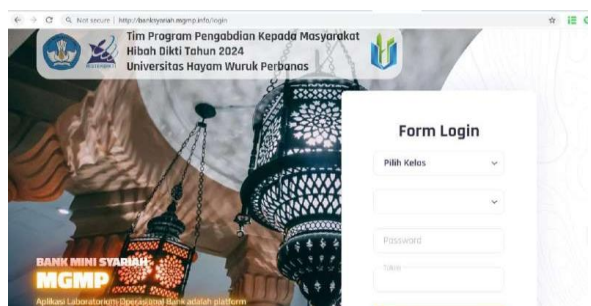 Not secure | http://banksyariah.mgmp.info/login
Tim Program Pengabdian Kepada Masyarakat
Hibah Dikti Tahun 2024
Universitas Hayam Wuruk Perbanas
Form Login
Pilih Kelas
Password
BANK MINI SYARIAH
MGMP
Aplikasi Laboratorium Operasional Bank adalah platform